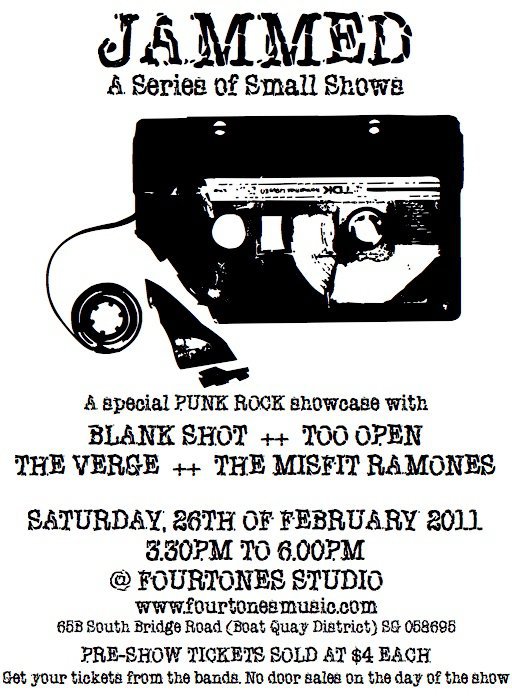 JAMMED
A Series of Small Shows
TDK
A special PUNK ROCK showcase with
BLANK SHOT ++ TOO OPEN
THE VERGE ++ THE MISFIT RAMONES
SATURDAY, 26TH OF FEBRUARY 2011
3.30PM TO 6.00PM
@ FOURTONES STUDIO
www.fourtonesmusic.com
65B South Bridge Road (Boat Quay District) SG 058695
PRE-SHOW TICKETS SOLD AT $4 EACH
Get your tickets from the bands. No door sales on the day of the show